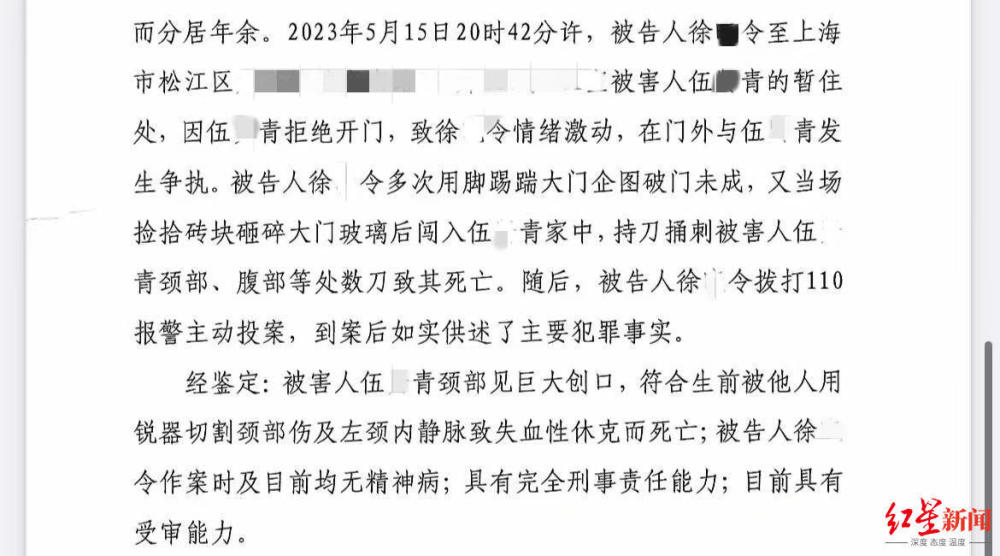 而分居年余。2023年5月15日20时42分许，被告人徐 令至上海
市松江区 被害人伍 青的暂住
处，因伍 青拒绝开门，致徐 令情绪激动，在门外与伍 青发
生争执。被告人徐 令多次用脚踢踹大门企图破门未成，又当场
捡拾砖块砸碎大门玻璃后闯入伍 青家中，持刀捅刺被害人伍
青颈部、腹部等处数刀致其死亡。随后，被告人徐 令拨打110
报警主动投案，到案后如实供述了主要犯罪事实。
经鉴定：被害人伍 青颈部见巨大创口，符合生前被他人用
锐器切割颈部伤及左颈内静脉致失血性休克而死亡；被告人徐
令作案时及目前均无精神病；具有完全刑事责任能力；目前具有
受审能力。
红星新闻
深度 态度 温度